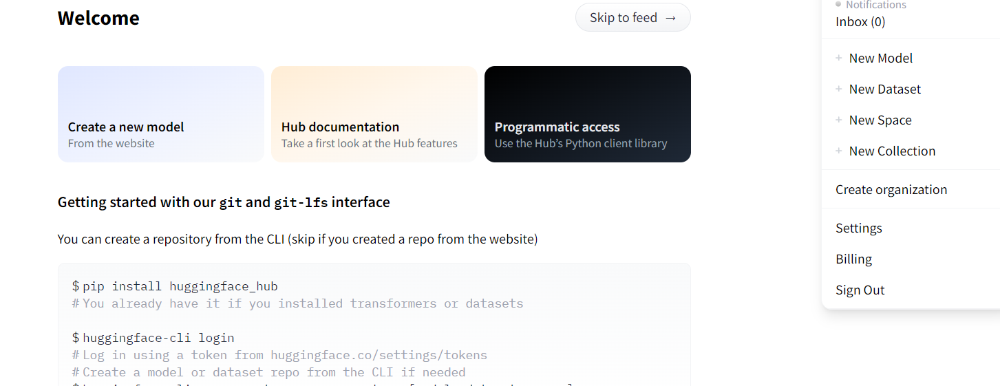 Welcome
Skip to feed →
Create a new model
From the website
Hub documentation
Take a first look at the Hub features
Programmatic access
Use the Hub’s Python client library
Getting started with our git and git-lfs interface
You can create a repository from the CLI (skip if you created a repo from the website)
$ pip install huggingface_hub
# You already have it if you installed transformers or datasets
$ huggingface-cli login
# Log in using a token from huggingface.co/settings/tokens
# Create a model or dataset repo from the CLI if needed
Notifications
Inbox (0)
+ New Model
+ New Dataset
+ New Space
+ New Collection
Create organization
Settings
Billing
Sign Out